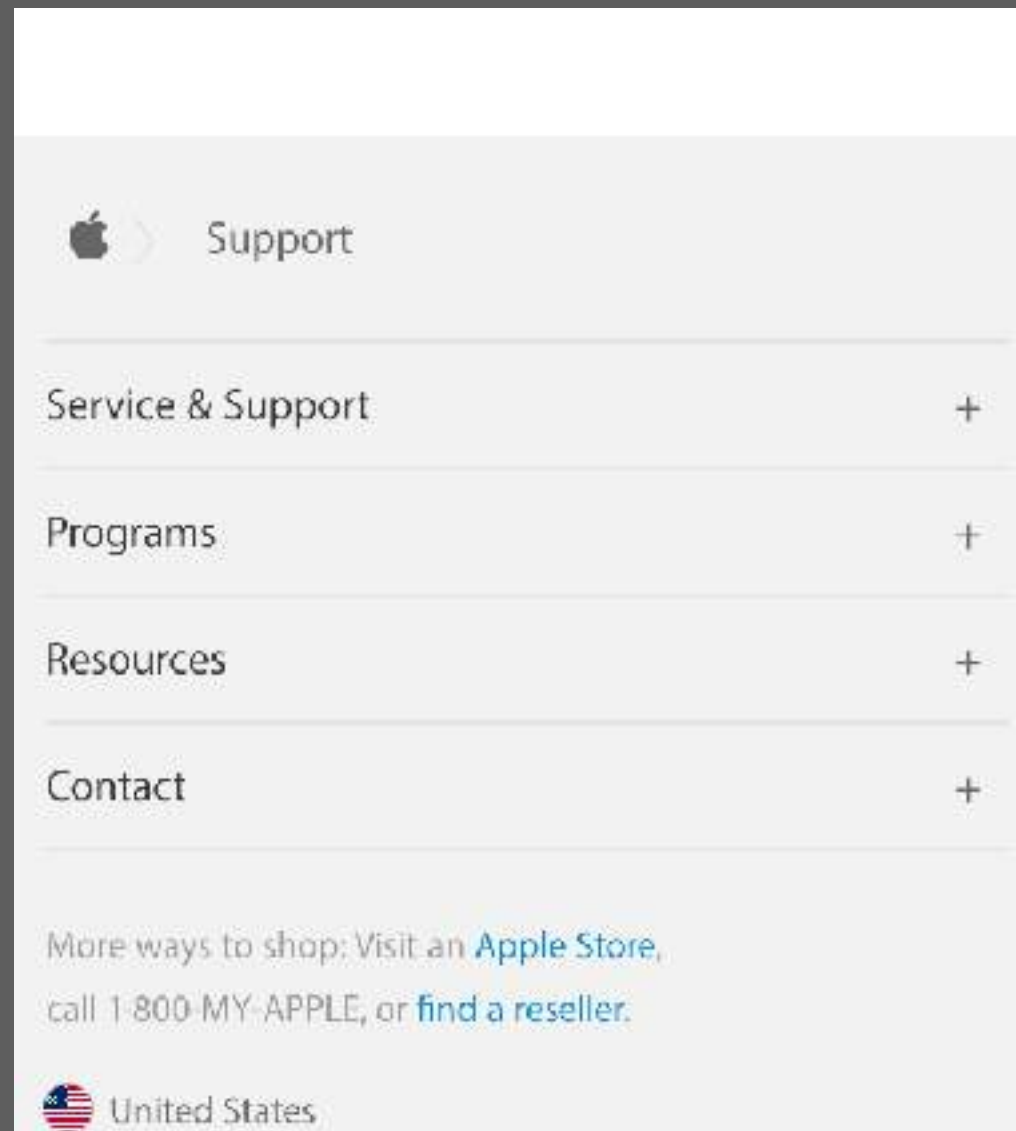 Support
Service & Support +
Programs +
Resources +
Contact +
More ways to shop: Visit an Apple Store,
call 1-800-MY-APPLE, or find a reseller.
United States